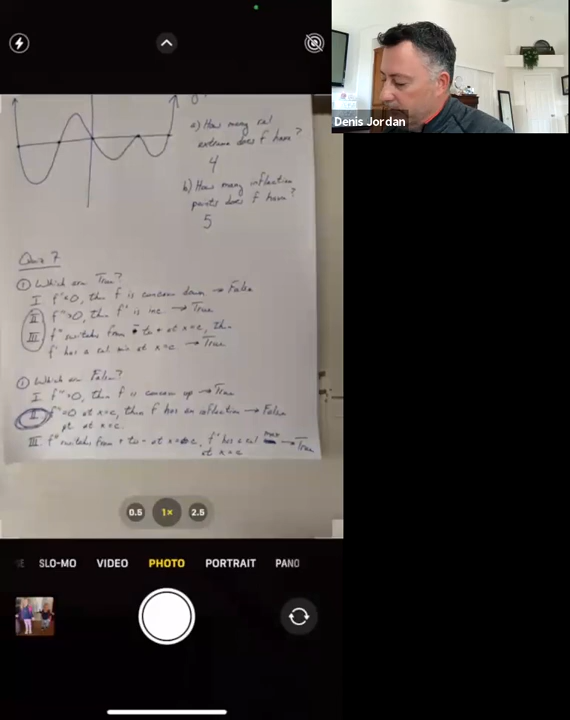 Denis Jordan
a) How many rel
extrema does f have?
4
b) How many inflection
points does f have?
5
Quiz 7
① Which are True?
I f'<0, then f is concave down → False
II f">0, then f' is inc → True
III f" switches from - to + at x=c, then
f' has a rel min at x=c → True
① Which are False?
I f">0, then f is concave up → True
II f"=0 at x=c, then f has an inflection → False
pt at x=c.
III f" switches from + to - at x=c, f' has a rel max → True
at x=c
0.5 1× 2.5
SLO-MO VIDEO PHOTO PORTRAIT PANO